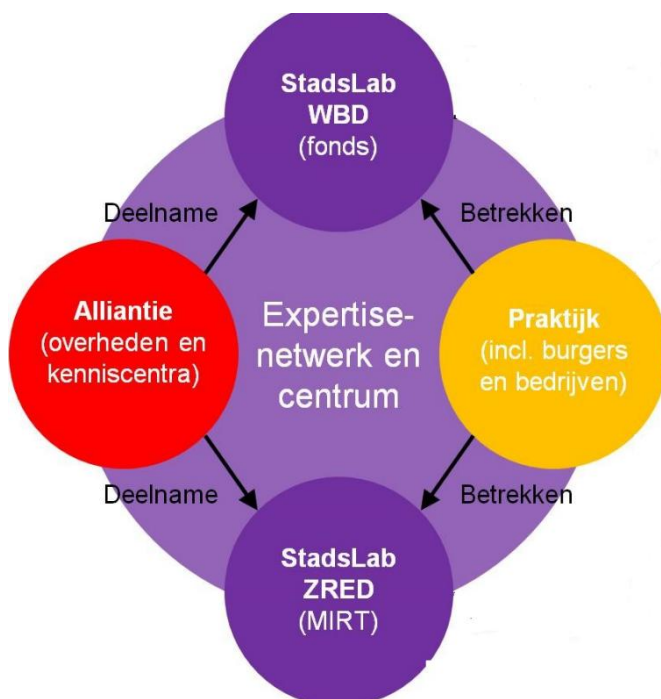 StadsLab
WBD
(fonds)
Deelname
Betrekken
Alliantie
(overheden en
kenniscentra)
Expertise-
netwerk en
centrum
Praktijk
(incl. burgers
en bedrijven)
Deelname
Betrekken
StadsLab
ZRED
(MIRT)